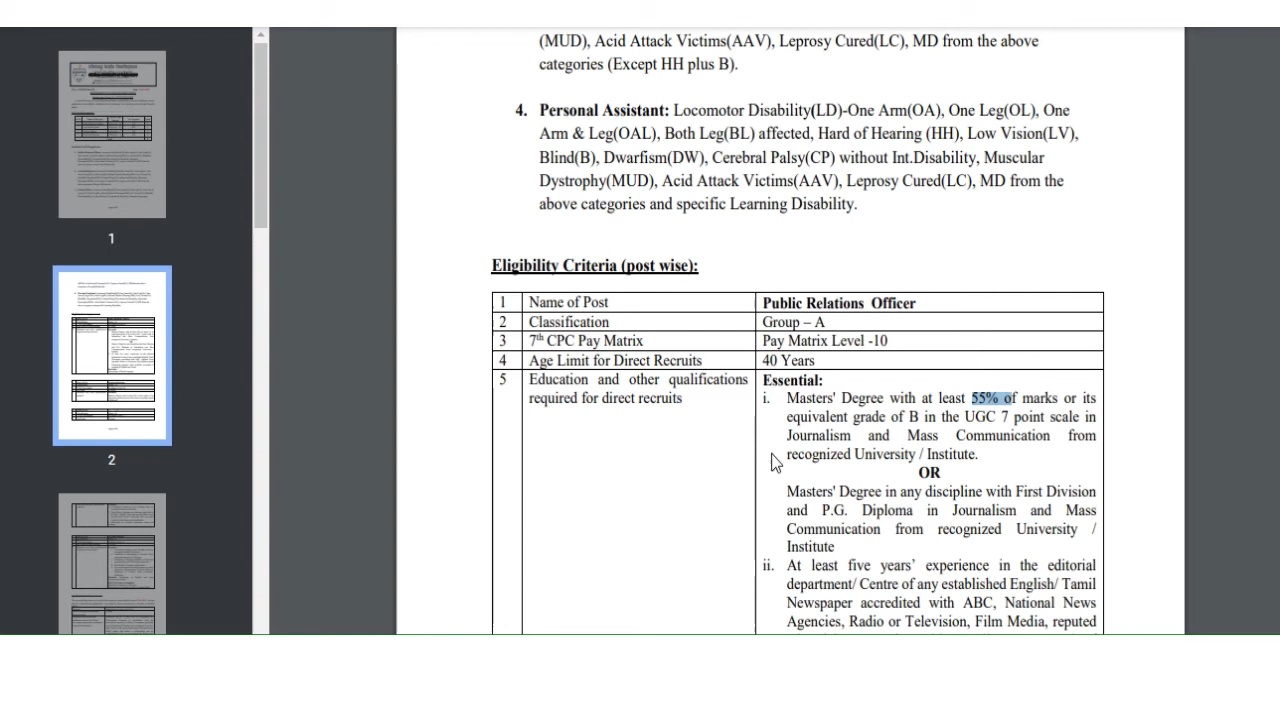 (MUD), Acid Attack Victims(AAV), Leprosy Cured(LC), MD from the above
categories (Except HH plus B).
4. Personal Assistant: Locomotor Disability(LD)-One Arm(OA), One Leg(OL), One
Arm & Leg(OAL), Both Leg(BL) affected, Hard of Hearing (HH), Low Vision(LV),
Blind(B), Dwarfism(DW), Cerebral Palsy(CP) without Int.Disability, Muscular
Dystrophy(MUD), Acid Attack Victims(AAV), Leprosy Cured(LC), MD from the
above categories and specific Learning Disability.
Eligibility Criteria (post wise):
1 Name of Post Public Relations Officer
2 Classification Group – A
3 7th CPC Pay Matrix Pay Matrix Level -10
4 Age Limit for Direct Recruits 40 Years
5 Education and other qualifications Essential:
required for direct recruits i. Masters' Degree with at least 55% of marks or its
equivalent grade of B in the UGC 7 point scale in
Journalism and Mass Communication from
recognized University / Institute.
OR
Masters' Degree in any discipline with First Division
and P.G. Diploma in Journalism and Mass
Communication from recognized University /
Institute
ii. At least five years' experience in the editorial
department/ Centre of any established English/ Tamil
Newspaper accredited with ABC, National News
Agencies, Radio or Television, Film Media, reputed
1
2